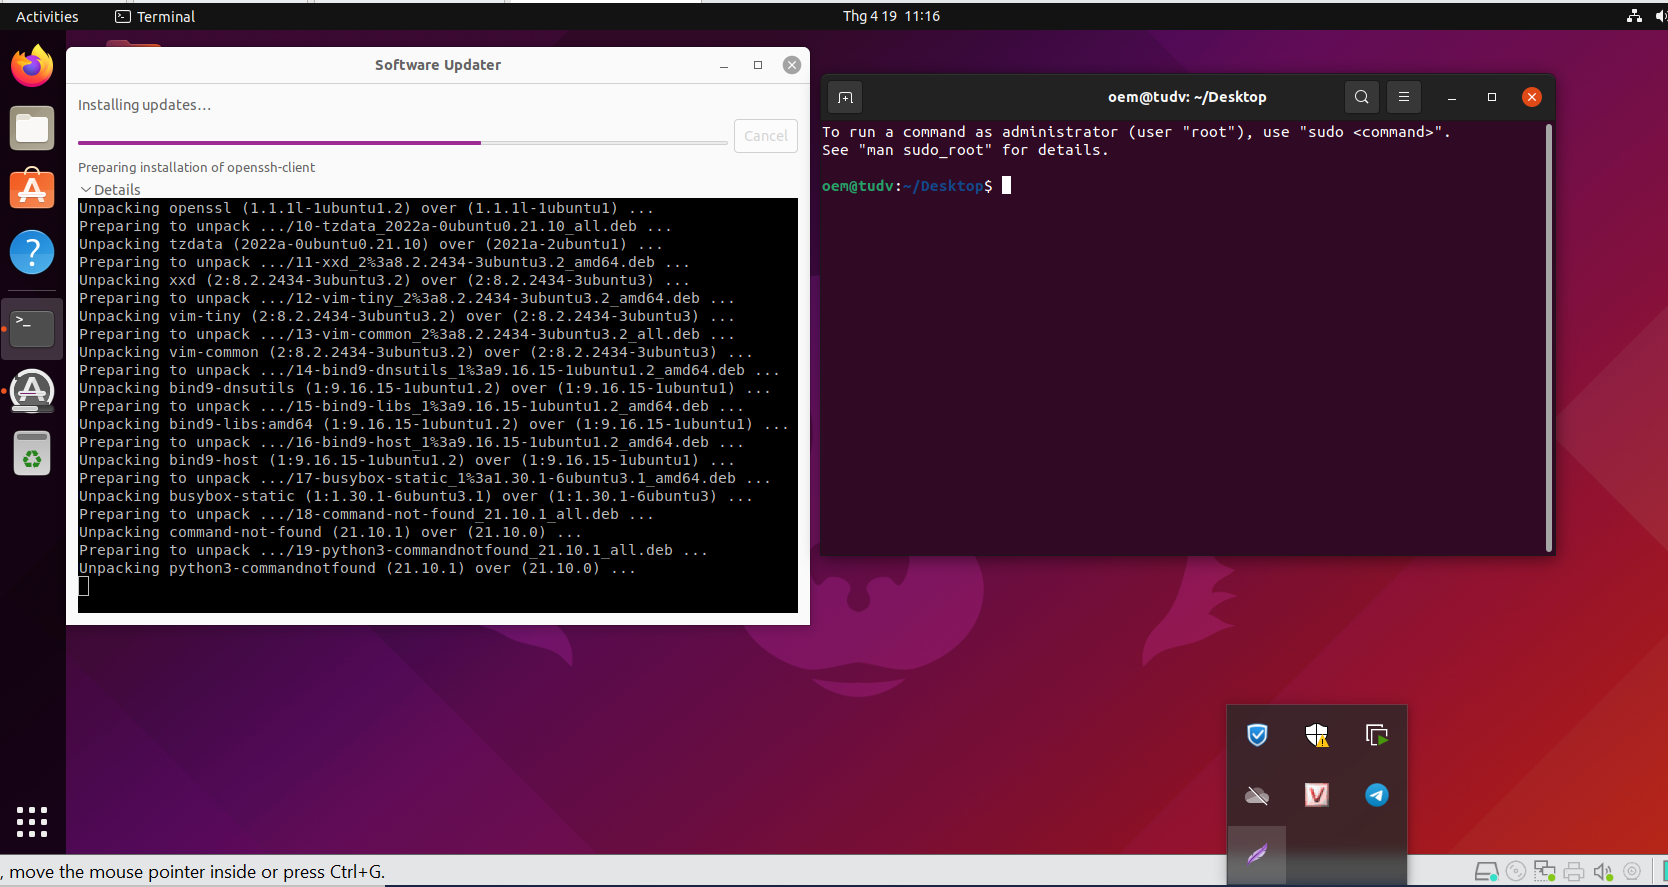 Activities
Terminal
Thg 4 19 11:16
Software Updater
Installing updates…
Cancel
Preparing installation of openssh-client
Details
Unpacking openssl (1.1.1l-1ubuntu1.2) over (1.1.1l-1ubuntu1) ...
Preparing to unpack .../10-tzdata_2022a-0ubuntu0.21.10_all.deb ...
Unpacking tzdata (2022a-0ubuntu0.21.10) over (2021a-2ubuntu1) ...
Preparing to unpack .../11-xxd_2%3a8.2.2434-3ubuntu3.2_amd64.deb ...
Unpacking xxd (2:8.2.2434-3ubuntu3.2) over (2:8.2.2434-3ubuntu3) ...
Preparing to unpack .../12-vim-tiny_2%3a8.2.2434-3ubuntu3.2_amd64.deb ...
Unpacking vim-tiny (2:8.2.2434-3ubuntu3.2) over (2:8.2.2434-3ubuntu3) ...
Preparing to unpack .../13-vim-common_2%3a8.2.2434-3ubuntu3.2_all.deb ...
Unpacking vim-common (2:8.2.2434-3ubuntu3.2) over (2:8.2.2434-3ubuntu3) ...
Preparing to unpack .../14-bind9-dnsutils_1%3a9.16.15-1ubuntu1.2_amd64.deb ...
Unpacking bind9-dnsutils (1:9.16.15-1ubuntu1.2) over (1:9.16.15-1ubuntu1) ...
Preparing to unpack .../15-bind9-libs_1%3a9.16.15-1ubuntu1.2_amd64.deb ...
Unpacking bind9-libs:amd64 (1:9.16.15-1ubuntu1.2) over (1:9.16.15-1ubuntu1) ...
Preparing to unpack .../16-bind9-host_1%3a9.16.15-1ubuntu1.2_amd64.deb ...
Unpacking bind9-host (1:9.16.15-1ubuntu1.2) over (1:9.16.15-1ubuntu1) ...
Preparing to unpack .../17-busybox-static_1%3a1.30.1-6ubuntu3.1_amd64.deb ...
Unpacking busybox-static (1:1.30.1-6ubuntu3.1) over (1:1.30.1-6ubuntu3) ...
Preparing to unpack .../18-command-not-found_21.10.1_all.deb ...
Unpacking command-not-found (21.10.1) over (21.10.0) ...
Preparing to unpack .../19-python3-commandnotfound_21.10.1_all.deb ...
Unpacking python3-commandnotfound (21.10.1) over (21.10.0) ...
oem@tudv: ~/Desktop
To run a command as administrator (user "root"), use "sudo <command>".
See "man sudo_root" for details.
oem@tudv:~/Desktop$
, move the mouse pointer inside or press Ctrl+G.